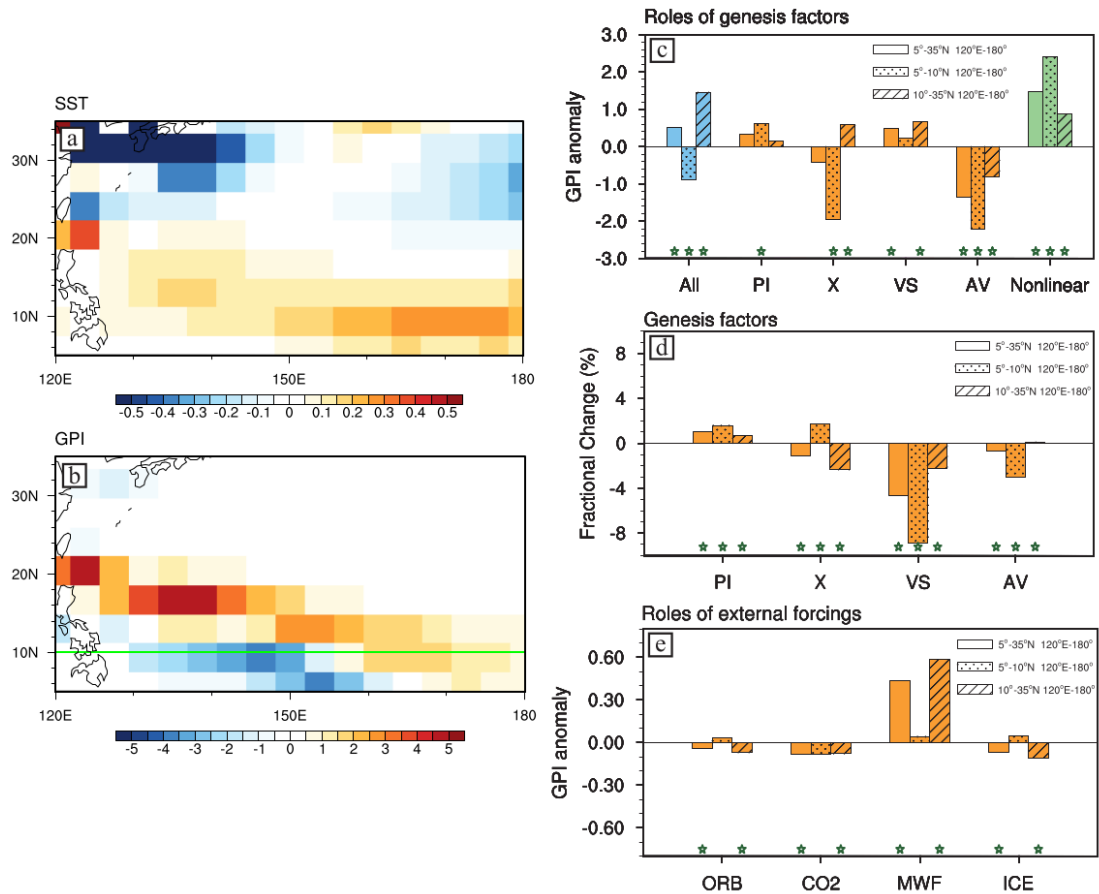 SST
a
30N
20N
10N
120E 150E 180
-0.5 -0.4 -0.3 -0.2 -0.1 0 0.1 0.2 0.3 0.4 0.5
GPI
b
30N
20N
10N
120E 150E 180
-5 -4 -3 -2 -1 0 1 2 3 4 5
Roles of genesis factors
c
GPI anomaly
3.0
2.0
1.0
0.0
-1.0
-2.0
-3.0
5°-35°N 120°E-180°
5°-10°N 120°E-180°
10°-35°N 120°E-180°
All PI X VS AV Nonlinear
Genesis factors
d
Fractional Change (%)
8
4
0
-4
-8
5°-35°N 120°E-180°
5°-10°N 120°E-180°
10°-35°N 120°E-180°
PI X VS AV
Roles of external forcings
e
GPI anomaly
0.60
0.30
0.00
-0.30
-0.60
5°-35°N 120°E-180°
5°-10°N 120°E-180°
10°-35°N 120°E-180°
ORB CO2 MWF ICE